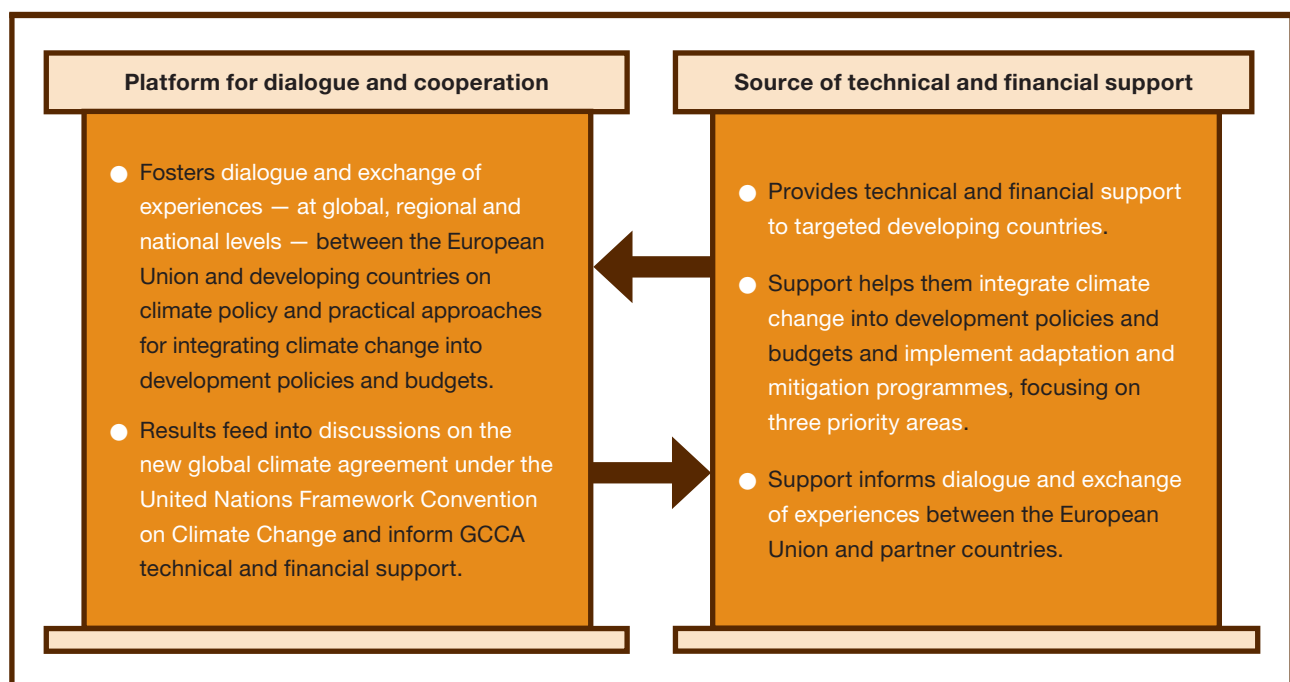 Platform for dialogue and cooperation
● Fosters dialogue and exchange of
experiences — at global, regional and
national levels — between the European
Union and developing countries on
climate policy and practical approaches
for integrating climate change into
development policies and budgets.
● Results feed into discussions on the
new global climate agreement under the
United Nations Framework Convention
on Climate Change and inform GCCA
technical and financial support.
Source of technical and financial support
● Provides technical and financial support
to targeted developing countries.
● Support helps them integrate climate
change into development policies and
budgets and implement adaptation and
mitigation programmes, focusing on
three priority areas.
● Support informs dialogue and exchange
of experiences between the European
Union and partner countries.